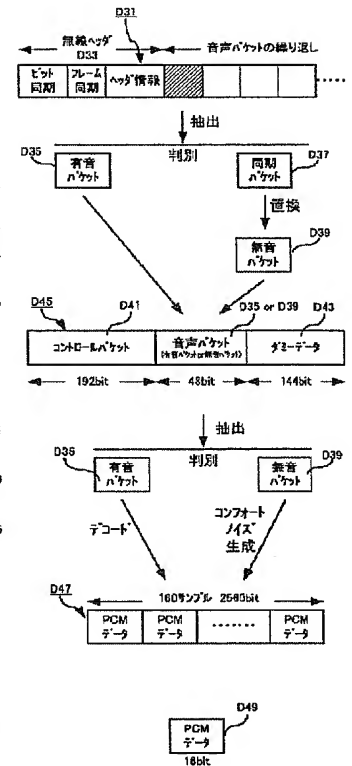 D31
無線ヘッダ
D33
音声パケットの繰り返し
ビット
同期
フレーム
同期
ヘッダ情報
抽出
判別
D35
有音
パケット
同期
パケット
D37
置換
無音
パケット
D39
D45
D41
D35 or D39
D43
コントロールパケット
音声パケット
(有音パケットor無音パケット)
ダミーデータ
192bit
48bit
144bit
抽出
判別
D35
有音
パケット
無音
パケット
D39
デコード
コンフォート
ノイズ
生成
D47
160サンプル 2560bit
PCM
データ
PCM
データ
PCM
データ
PCM
データ
D49
16bit